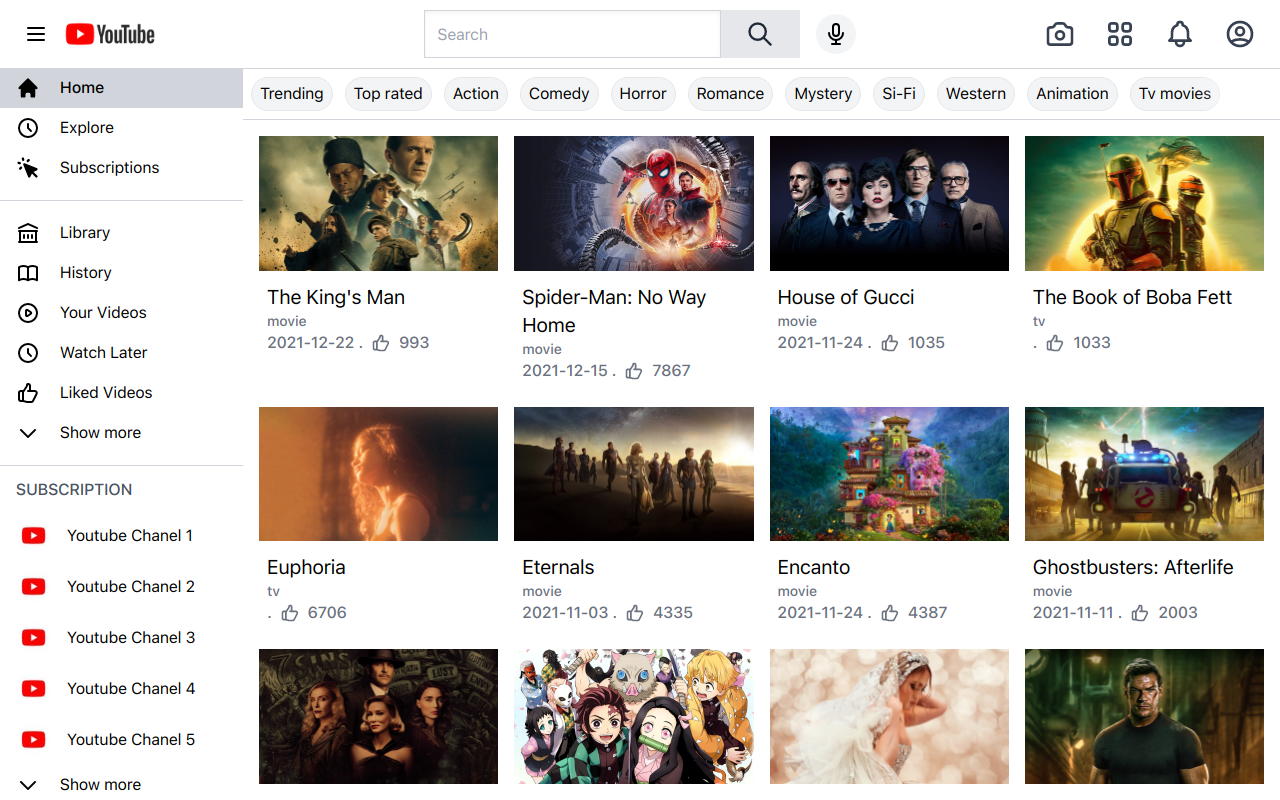 YouTube
Search
Home
Explore
Subscriptions
Library
History
Your Videos
Watch Later
Liked Videos
Show more
SUBSCRIPTION
Youtube Chanel 1
Youtube Chanel 2
Youtube Chanel 3
Youtube Chanel 4
Youtube Chanel 5
Show more
Trending Top rated Action Comedy Horror Romance Mystery Si-Fi Western Animation Tv movies
The King's Man
movie
2021-12-22 . 993
Spider-Man: No Way
Home
movie
2021-12-15 . 7867
House of Gucci
movie
2021-11-24 . 1035
The Book of Boba Fett
tv
. 1033
Euphoria
tv
. 6706
Eternals
movie
2021-11-03 . 4335
Encanto
movie
2021-11-24 . 4387
Ghostbusters: Afterlife
movie
2021-11-11 . 2003